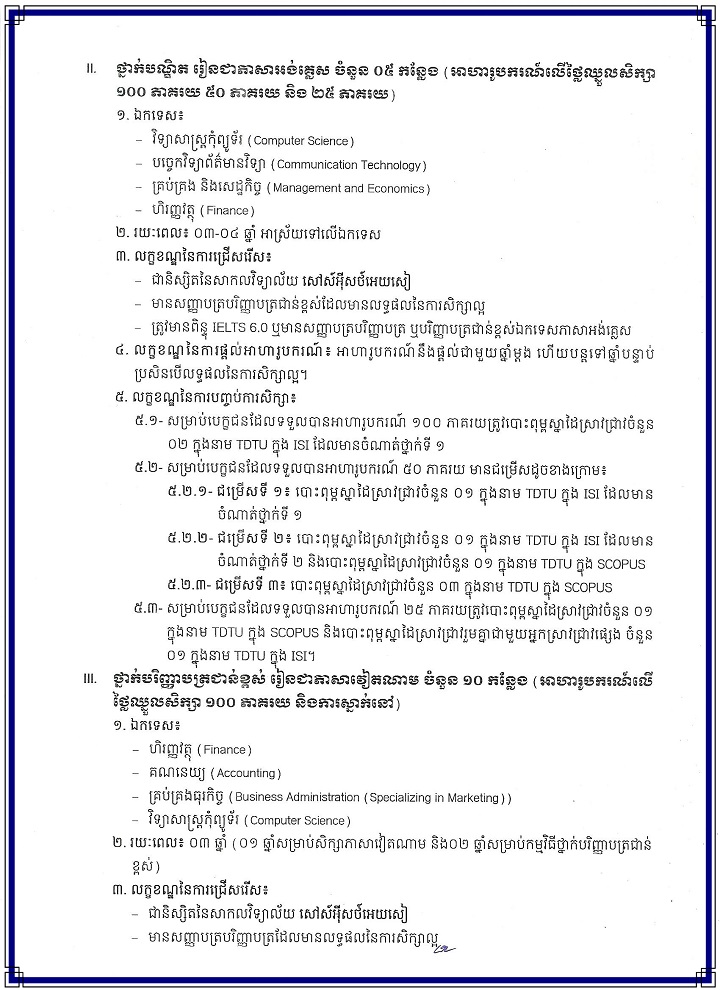 II. ថ្នាក់បណ្ឌិត រៀនជាភាសាអង់គ្លេស ចំនួន ០៥ កន្លែង (អាហារូបករណ៍លើថ្លៃឈ្នួលសិក្សា
១០០ ភាគរយ ៥០ ភាគរយ និង ២៥ ភាគរយ)
១. ឯកទេស៖
– វិទ្យាសាស្ត្រកុំព្យូទ័រ (Computer Science)
– បច្ចេកវិទ្យាព័ត៌មានវិទ្យា (Communication Technology)
– គ្រប់គ្រង និងសេដ្ឋកិច្ច (Management and Economics)
– ហិរញ្ញវត្ថុ (Finance)
២. រយៈពេល៖ ០៣-០៤ ឆ្នាំ អាស្រ័យទៅលើឯកទេស
៣. លក្ខខណ្ឌនៃការជ្រើសរើស៖
– ជានិស្សិតនៃសាកលវិទ្យាល័យ សៅស៍អ៊ីសថ៍អេយសៀ
– មានសញ្ញាបត្របរិញ្ញាបត្រជាន់ខ្ពស់ដែលមានលទ្ធផលនៃការសិក្សាល្អ
– ត្រូវមានពិន្ទុ IELTS 6.0 ឬមានសញ្ញាបត្របរិញ្ញាបត្រ ឬបរិញ្ញាបត្រជាន់ខ្ពស់ឯកទេសភាសាអង់គ្លេស
៤. លក្ខខណ្ឌនៃការផ្តល់អាហារូបករណ៍៖ អាហារូបករណ៍នឹងផ្តល់ជាមួយឆ្នាំម្តង ហើយបន្តទៅឆ្នាំបន្ទាប់
ប្រសិនបើលទ្ធផលនៃការសិក្សាល្អ។
៥. លក្ខខណ្ឌនៃការបញ្ចប់ការសិក្សា៖
៥.១- សម្រាប់បេក្ខជនដែលទទួលបានអាហារូបករណ៍ ១០០ ភាគរយត្រូវបោះពុម្ពស្នាដៃស្រាវជ្រាវចំនួន
០២ ក្នុងនាម TDTU ក្នុង ISI ដែលមានចំណាត់ថ្នាក់ទី ១
៥.២- សម្រាប់បេក្ខជនដែលទទួលបានអាហារូបករណ៍ ៥០ ភាគរយ មានជម្រើសដូចខាងក្រោម៖
៥.២.១- ជម្រើសទី ១៖ បោះពុម្ពស្នាដៃស្រាវជ្រាវចំនួន ០១ ក្នុងនាម TDTU ក្នុង ISI ដែលមាន
ចំណាត់ថ្នាក់ទី ១
៥.២.២- ជម្រើសទី ២៖ បោះពុម្ពស្នាដៃស្រាវជ្រាវចំនួន ០១ ក្នុងនាម TDTU ក្នុង ISI ដែលមាន
ចំណាត់ថ្នាក់ទី ២ និងបោះពុម្ពស្នាដៃស្រាវជ្រាវចំនួន ០១ ក្នុងនាម TDTU ក្នុង SCOPUS
៥.២.៣- ជម្រើសទី ៣៖ បោះពុម្ពស្នាដៃស្រាវជ្រាវចំនួន ០៣ ក្នុងនាម TDTU ក្នុង SCOPUS
៥.៣- សម្រាប់បេក្ខជនដែលទទួលបានអាហារូបករណ៍ ២៥ ភាគរយត្រូវបោះពុម្ពស្នាដៃស្រាវជ្រាវចំនួន ០១
ក្នុងនាម TDTU ក្នុង SCOPUS និងបោះពុម្ពស្នាដៃស្រាវជ្រាវរួមគ្នាជាមួយអ្នកស្រាវជ្រាវផ្សេង ចំនួន
០១ ក្នុងនាម TDTU ក្នុង ISI។
III. ថ្នាក់បរិញ្ញាបត្រជាន់ខ្ពស់ រៀនជាភាសាវៀតណាម ចំនួន ១០ កន្លែង (អាហារូបករណ៍លើ
ថ្លៃឈ្នួលសិក្សា ១០០ ភាគរយ និងការស្នាក់នៅ)
១. ឯកទេស៖
– ហិរញ្ញវត្ថុ (Finance)
– គណនេយ្យ (Accounting)
– គ្រប់គ្រងធុរកិច្ច (Business Administration (Specializing in Marketing))
– វិទ្យាសាស្ត្រកុំព្យូទ័រ (Computer Science)
២. រយៈពេល៖ ០៣ ឆ្នាំ (០១ ឆ្នាំសម្រាប់សិក្សាភាសាវៀតណាម និង០២ ឆ្នាំសម្រាប់កម្មវិធីថ្នាក់បរិញ្ញាបត្រជាន់
ខ្ពស់)
៣. លក្ខខណ្ឌនៃការជ្រើសរើស៖
– ជានិស្សិតនៃសាកលវិទ្យាល័យ សៅស៍អ៊ីសថ៍អេយសៀ
– មានសញ្ញាបត្របរិញ្ញាបត្រដែលមានលទ្ធផលនៃការសិក្សាល្អ